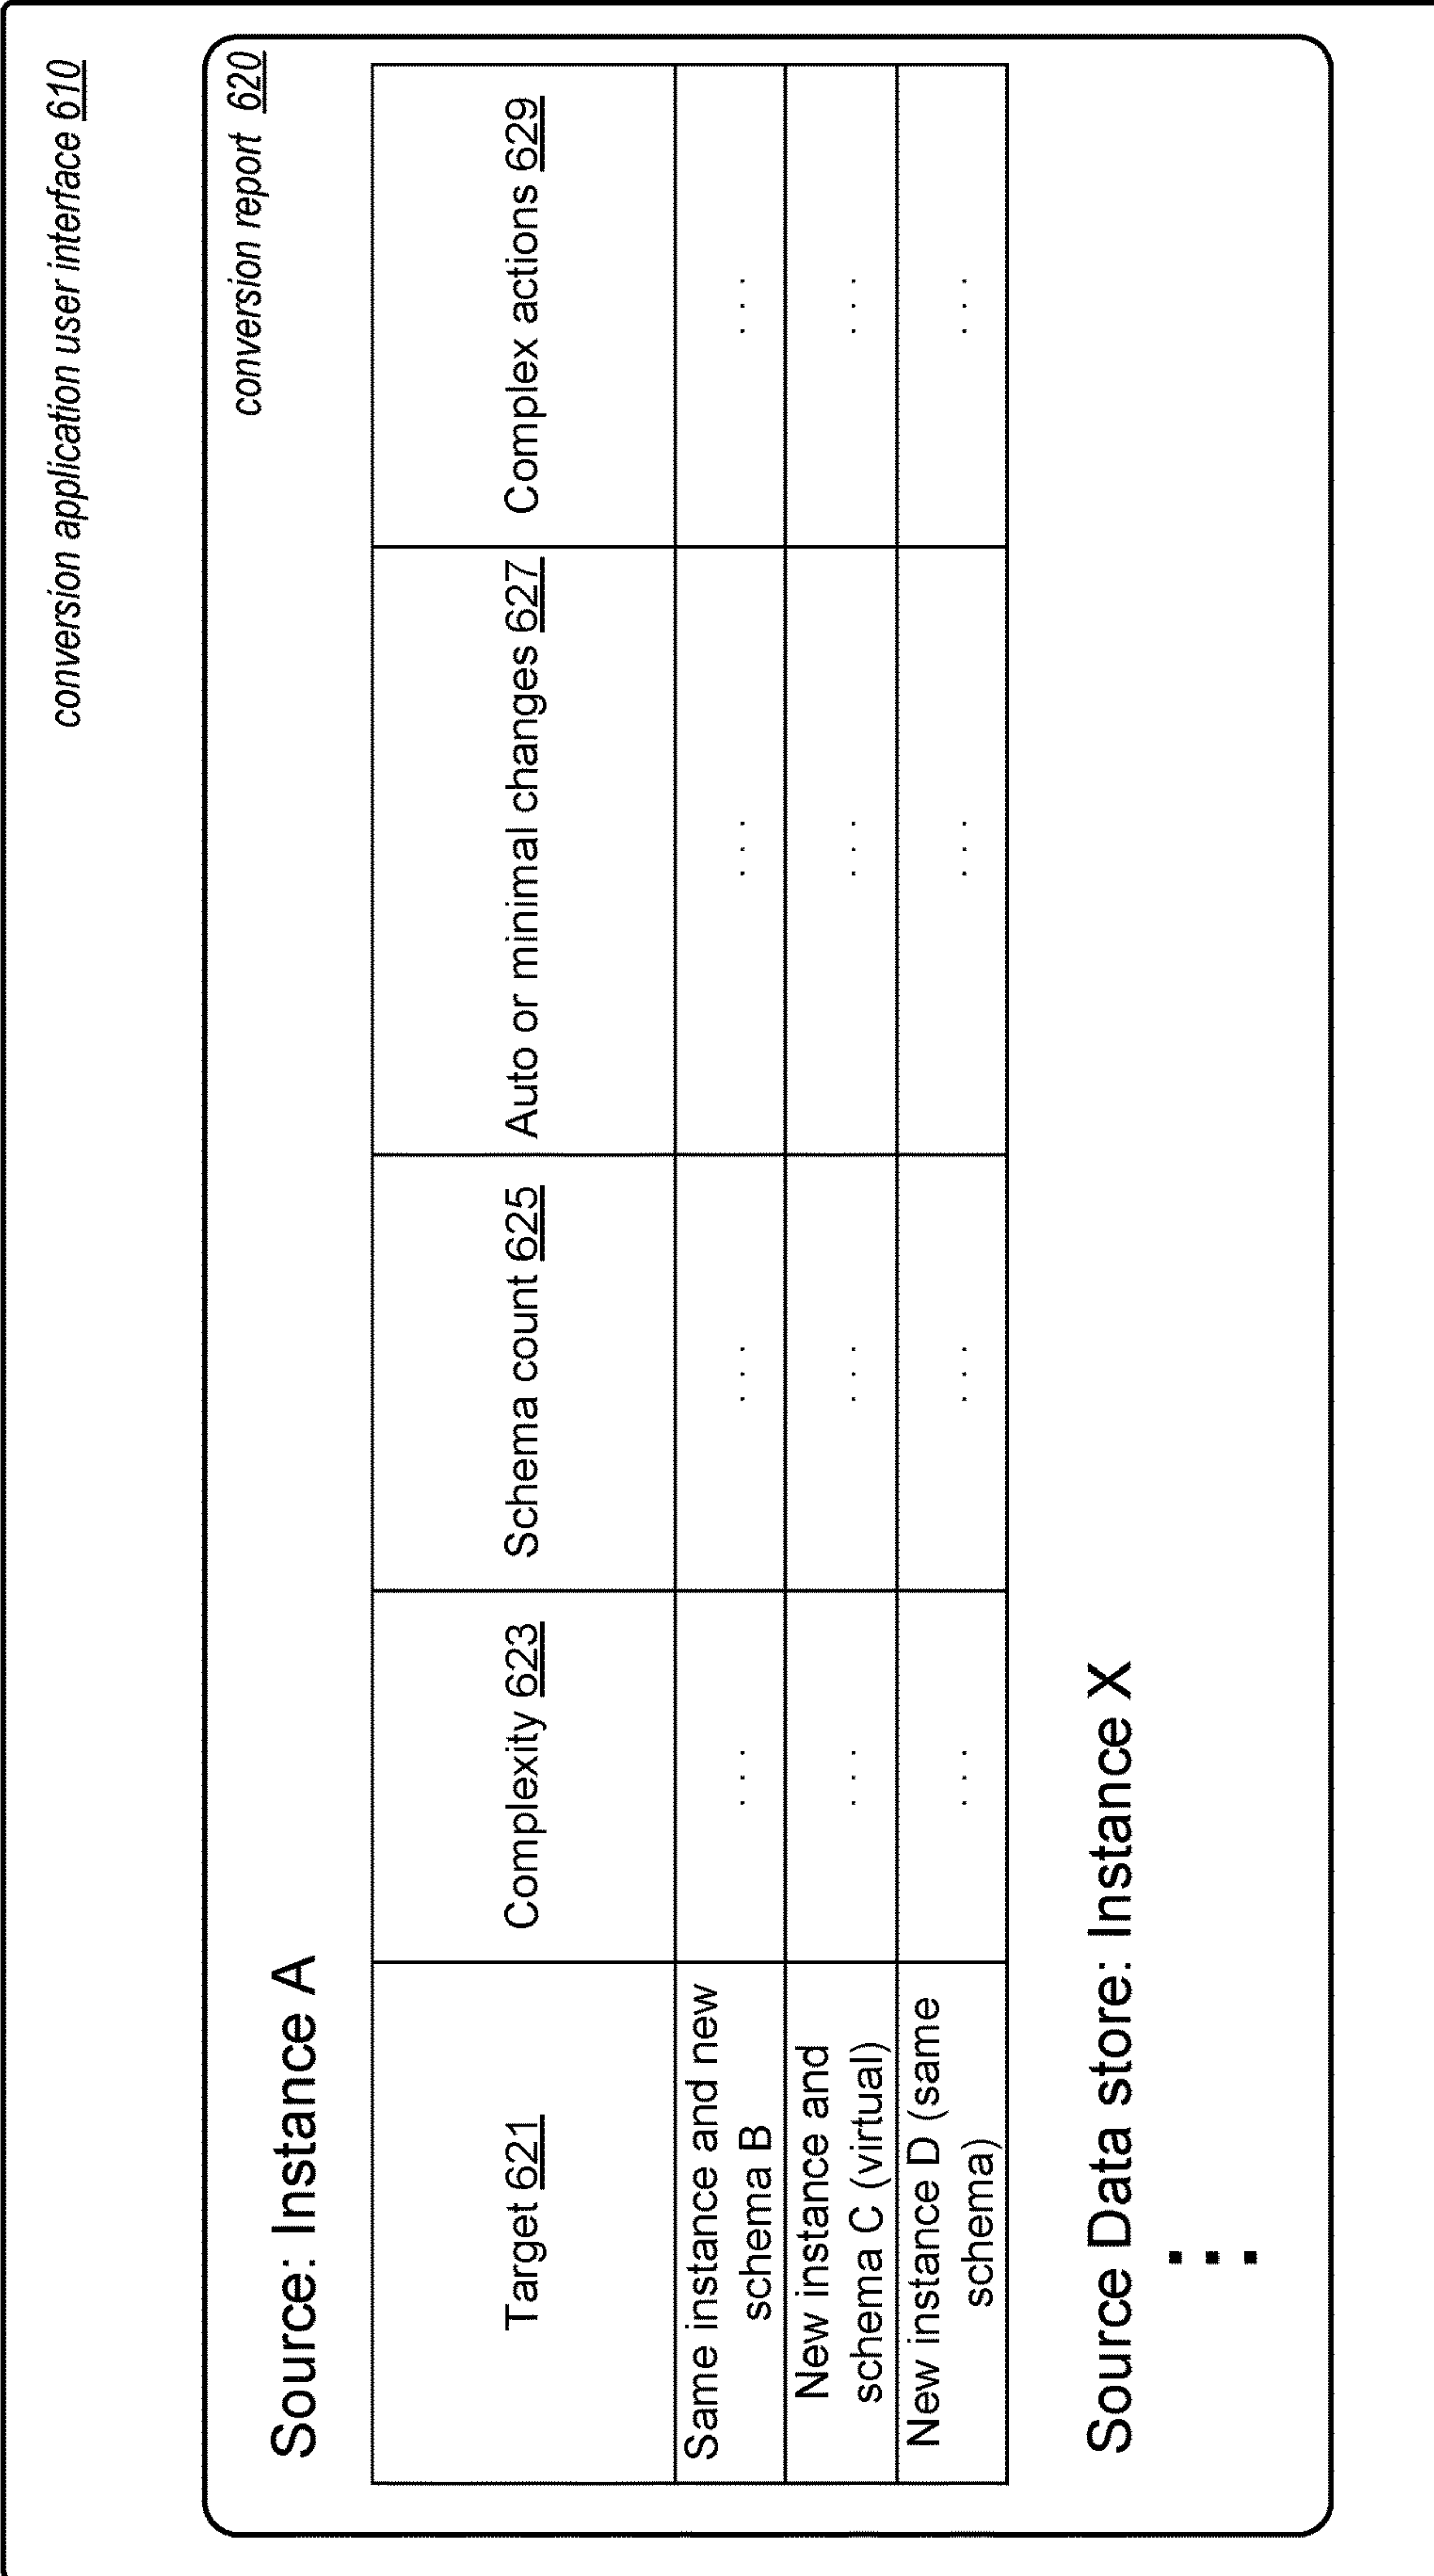 conversion application user interface 610
conversion report 620
Source: Instance A
Target 621
Complexity 623
Schema count 625
Auto or minimal changes 627
Complex actions 629
Same instance and new
schema B
. . .
. . .
. . .
. . .
New instance and
schema C (virtual)
. . .
. . .
. . .
. . .
New instance D (same
schema)
. . .
. . .
. . .
. . .
Source Data store: Instance X